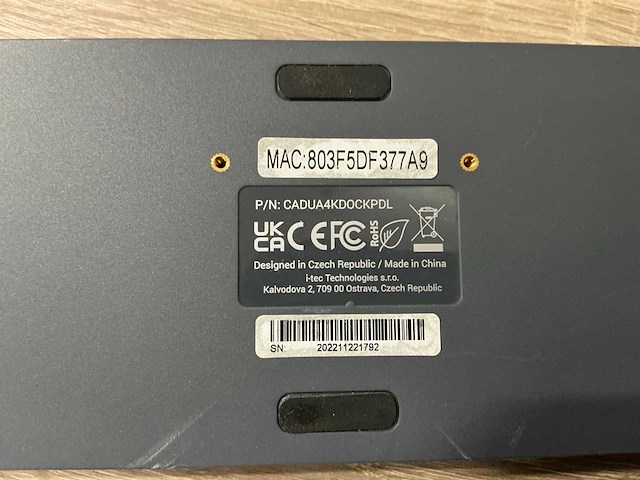 MAC:803F5DF377A9
P/N: CADUA4KDOCKPDL
UK CA CE FC RoHS
Designed in Czech Republic / Made in China
i-tec Technologies s.r.o.
Kalvodova 2, 709 00 Ostrava, Czech Republic
SN: 202211221792